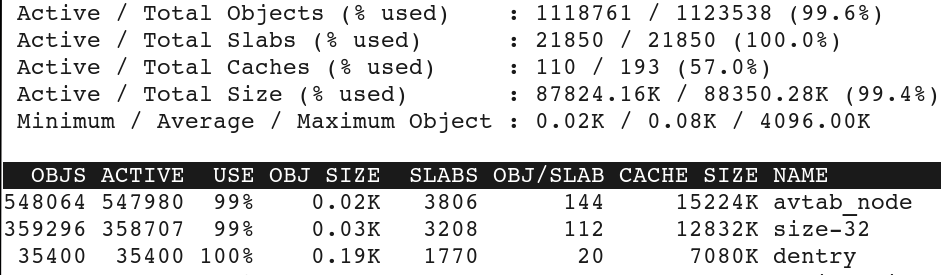 Active / Total Objects (% used) : 1118761 / 1123538 (99.6%)
Active / Total Slabs (% used) : 21850 / 21850 (100.0%)
Active / Total Caches (% used) : 110 / 193 (57.0%)
Active / Total Size (% used) : 87824.16K / 88350.28K (99.4%)
Minimum / Average / Maximum Object : 0.02K / 0.08K / 4096.00K
OBJS ACTIVE USE OBJ SIZE SLABS OBJ/SLAB CACHE SIZE NAME
548064 547980 99% 0.02K 3806 144 15224K avtab_node
359296 358707 99% 0.03K 3208 112 12832K size-32
35400 35400 100% 0.19K 1770 20 7080K dentry